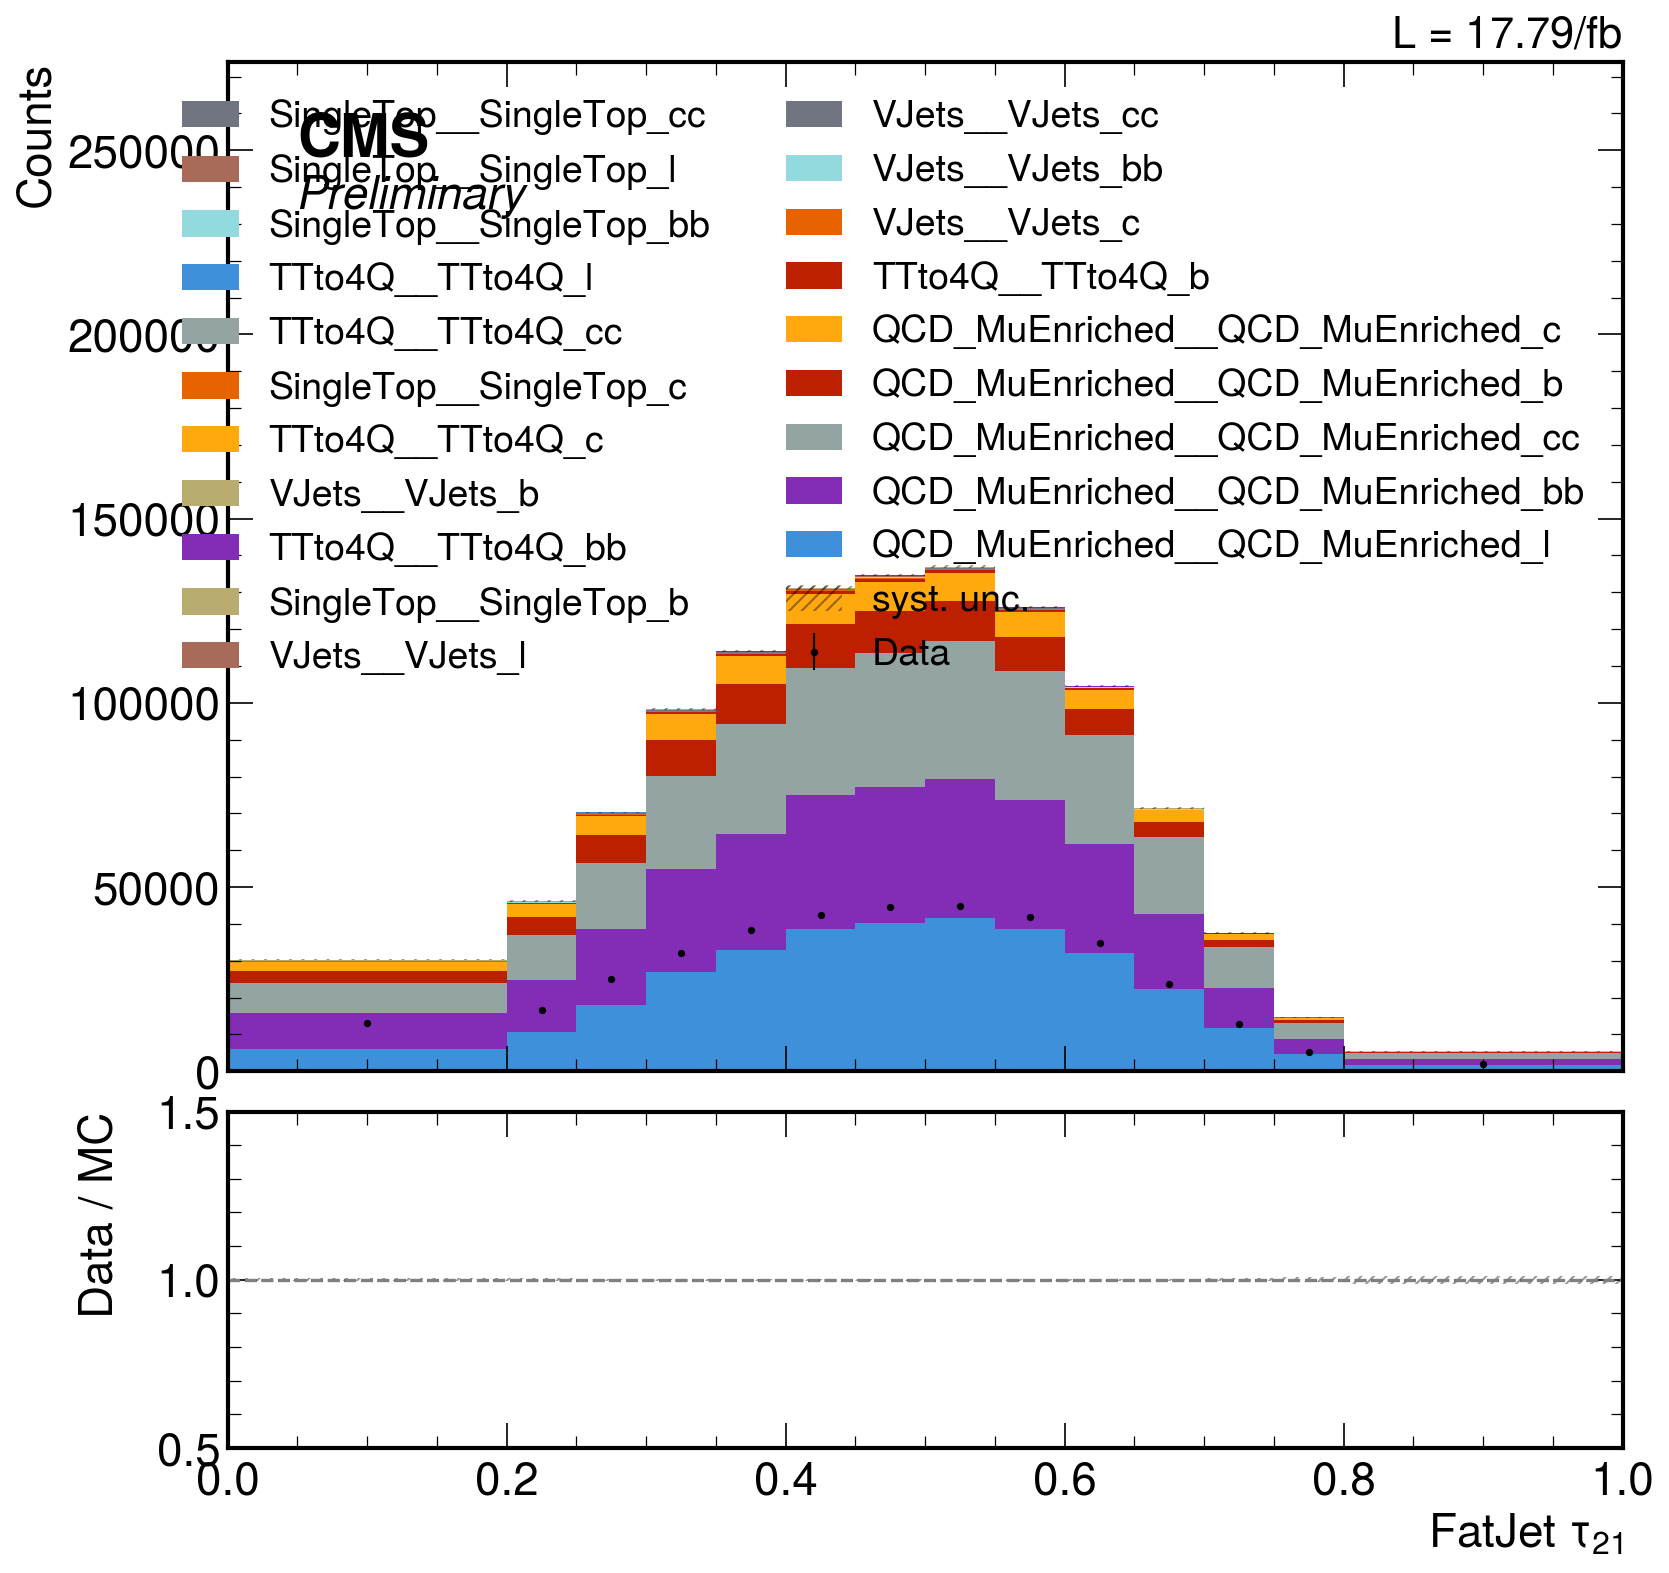 L = 17.79/fb
Counts
CMS
Preliminary
SingleTop__SingleTop_cc
SingleTop__SingleTop_l
SingleTop__SingleTop_bb
TTto4Q__TTto4Q_l
TTto4Q__TTto4Q_cc
SingleTop__SingleTop_c
TTto4Q__TTto4Q_c
VJets__VJets_b
TTto4Q__TTto4Q_bb
SingleTop__SingleTop_b
VJets__VJets_l
VJets__VJets_cc
VJets__VJets_bb
VJets__VJets_c
TTto4Q__TTto4Q_b
QCD_MuEnriched__QCD_MuEnriched_c
QCD_MuEnriched__QCD_MuEnriched_b
QCD_MuEnriched__QCD_MuEnriched_cc
QCD_MuEnriched__QCD_MuEnriched_bb
QCD_MuEnriched__QCD_MuEnriched_l
syst. unc.
Data
250000
200000
150000
100000
50000
0
Data / MC
1.5
1.0
0.5
0.0 0.2 0.4 0.6 0.8 1.0
FatJet τ21